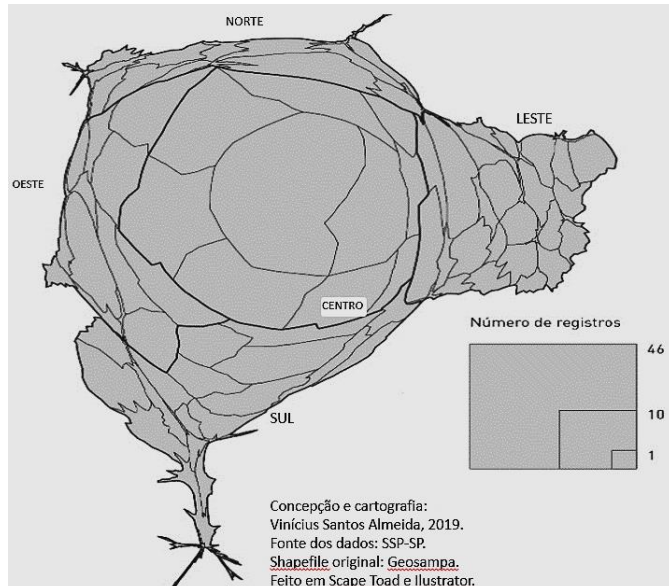 NORTE
LESTE
OESTE
CENTRO
Número de registros
46
10
1
SUL
Concepção e cartografia:
Vinícius Santos Almeida, 2019.
Fonte dos dados: SSP-SP.
Shapefile original: Geosampa.
Feito em Scape Toad e Ilustrator.